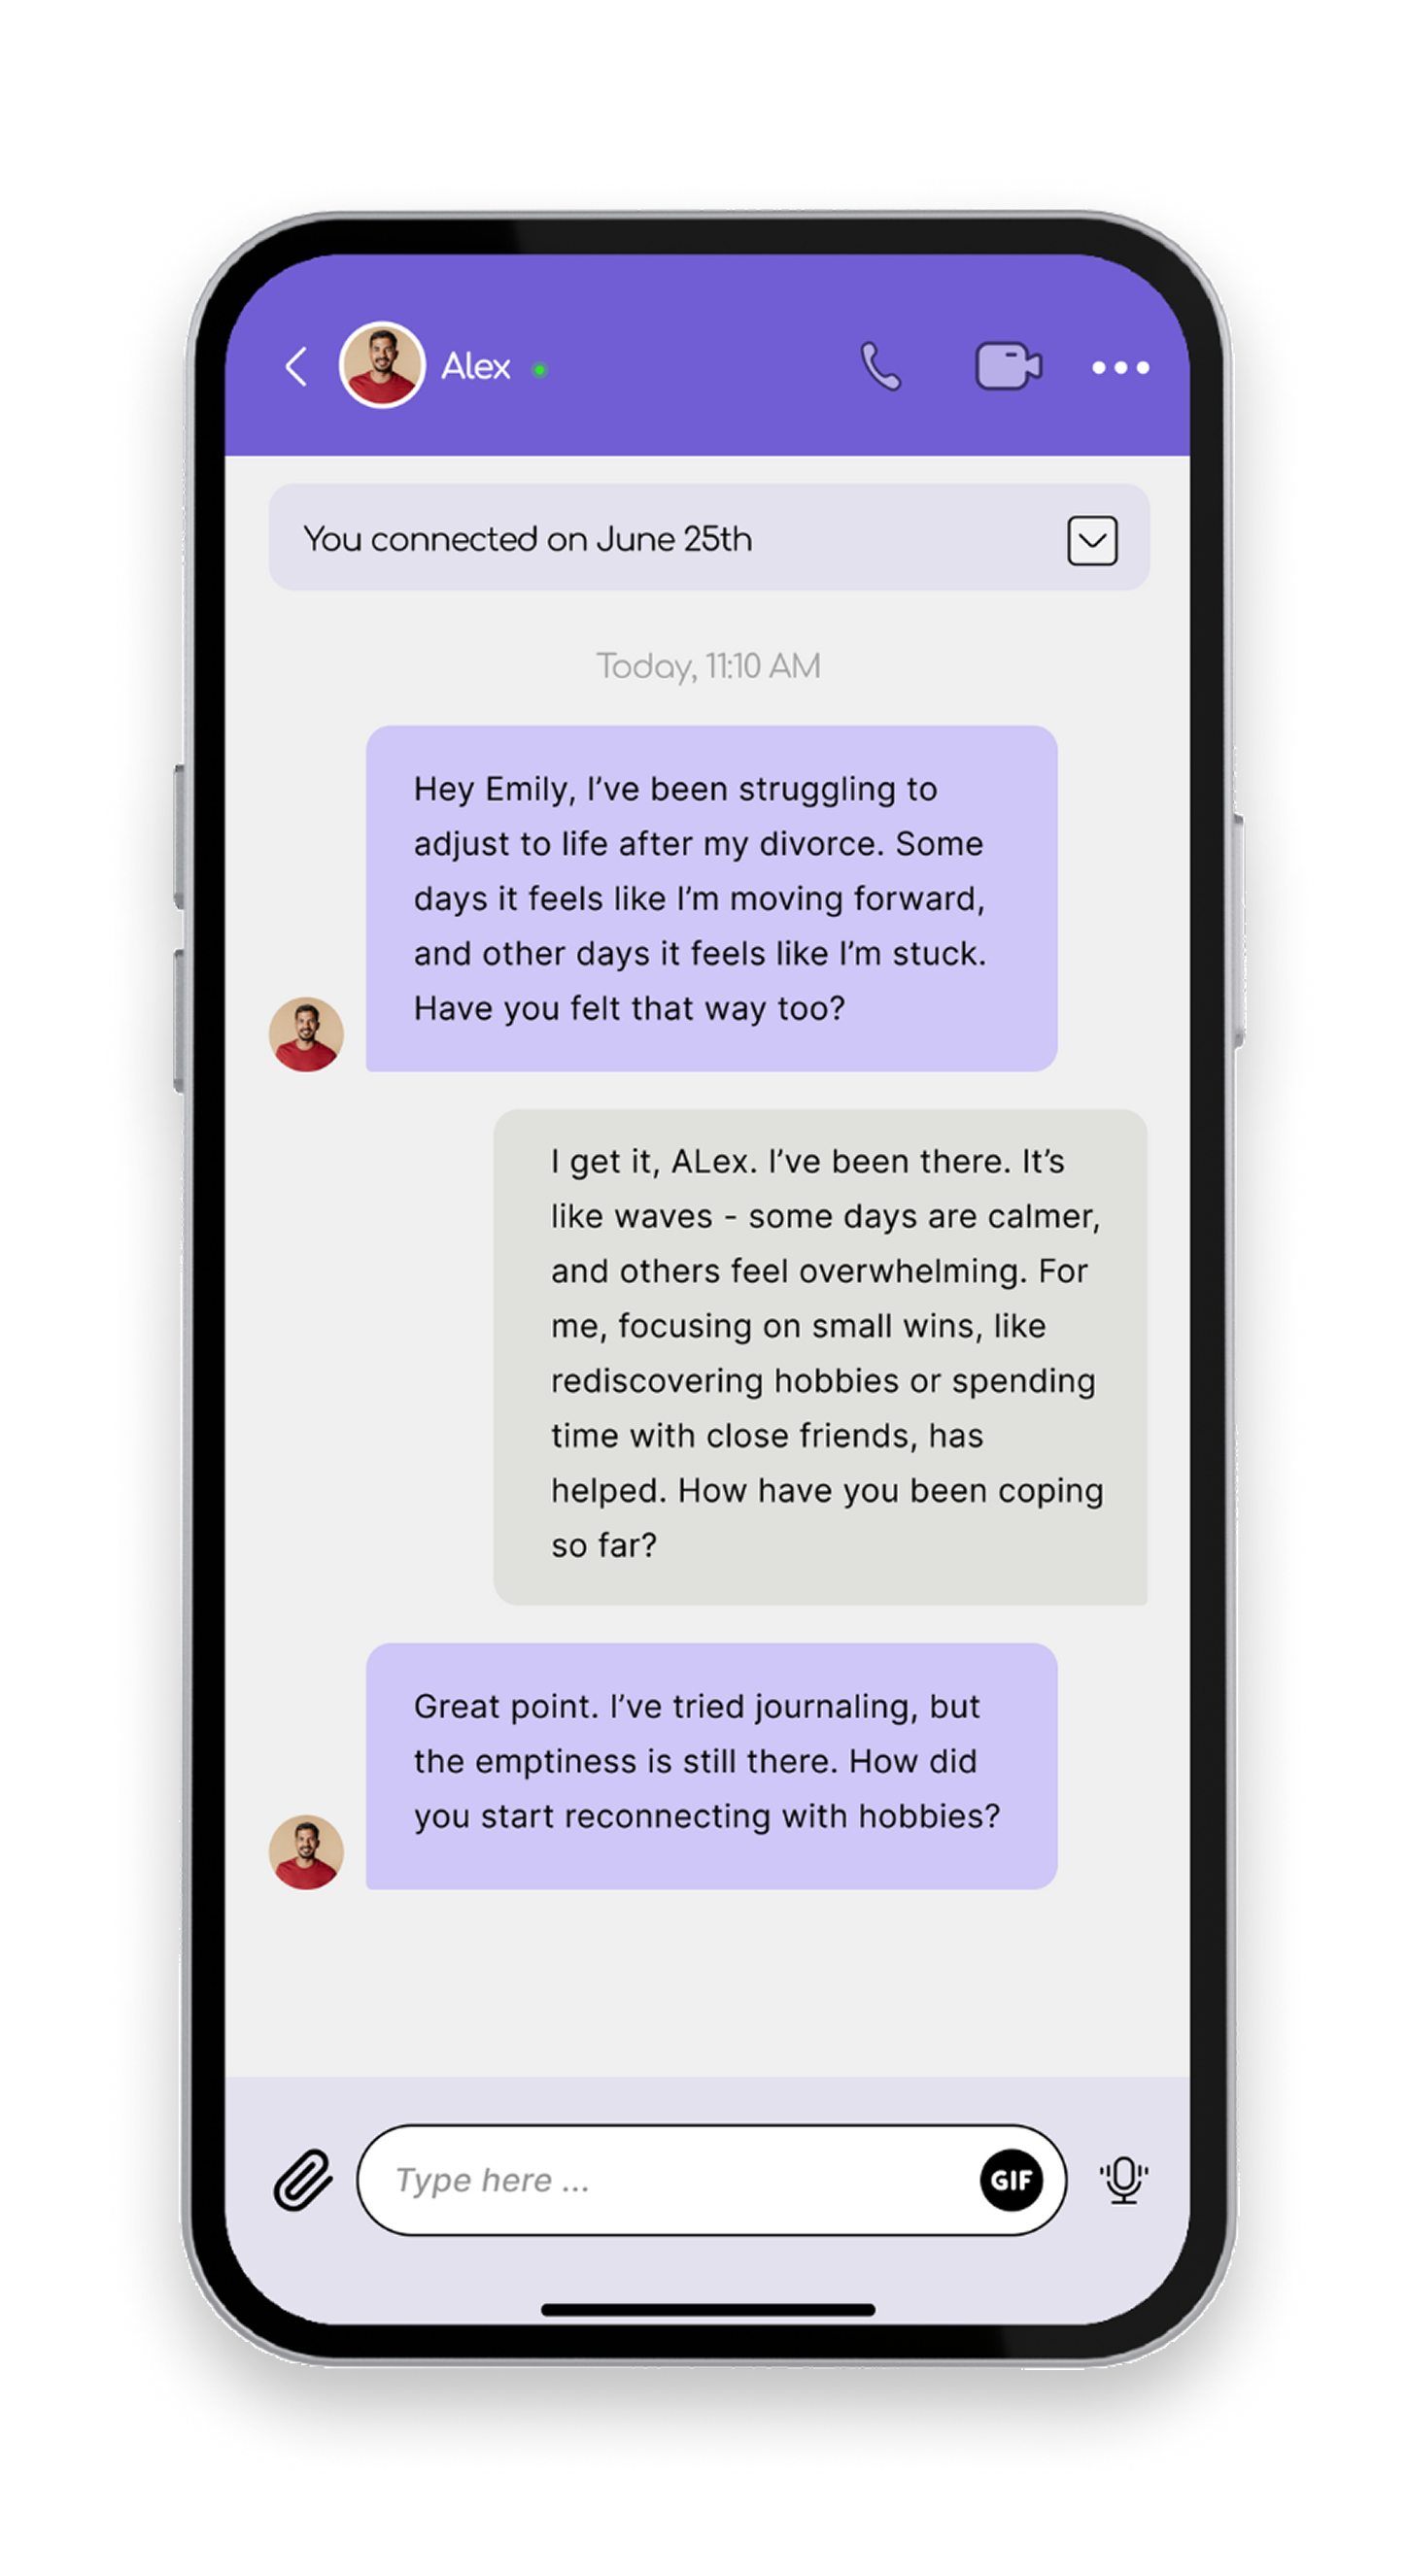 Alex
You connected on June 25th
Today, 11:10 AM
Hey Emily, I’ve been struggling to
adjust to life after my divorce. Some
days it feels like I’m moving forward,
and other days it feels like I’m stuck.
Have you felt that way too?
I get it, ALex. I’ve been there. It’s
like waves - some days are calmer,
and others feel overwhelming. For
me, focusing on small wins, like
rediscovering hobbies or spending
time with close friends, has
helped. How have you been coping
so far?
Great point. I’ve tried journaling, but
the emptiness is still there. How did
you start reconnecting with hobbies?
Type here ...
GIF